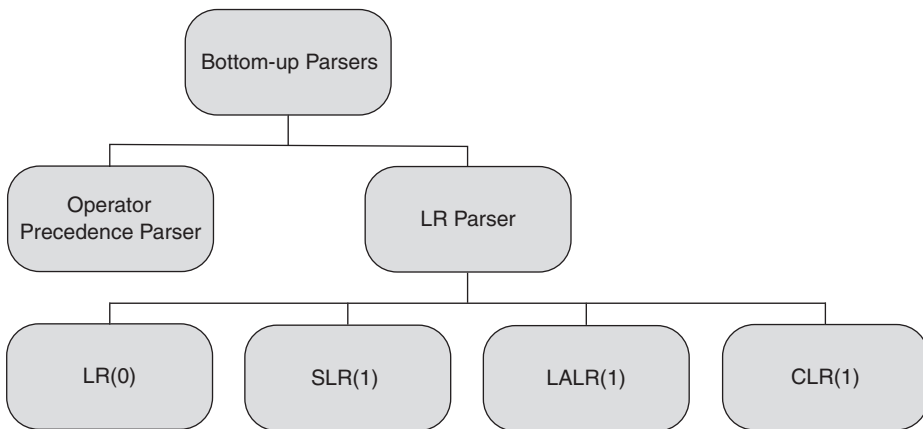 Bottom-up Parsers
Operator
Precedence Parser
LR Parser
LR(0)
SLR(1)
LALR(1)
CLR(1)